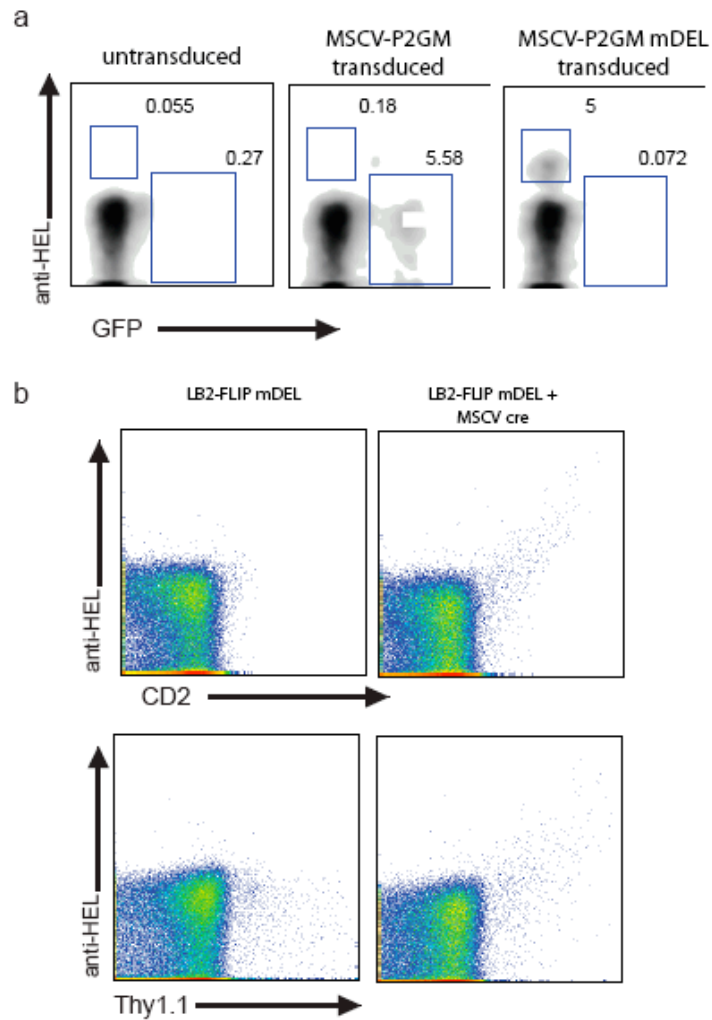 a
untransduced
MSCV-P2GM
transduced
MSCV-P2GM mDEL
transduced
0.055
0.27
0.18
5.58
5
0.072
anti-HEL
GFP
b
LB2-FLIP mDEL
LB2-FLIP mDEL +
MSCV cre
anti-HEL
CD2
anti-HEL
Thy1.1